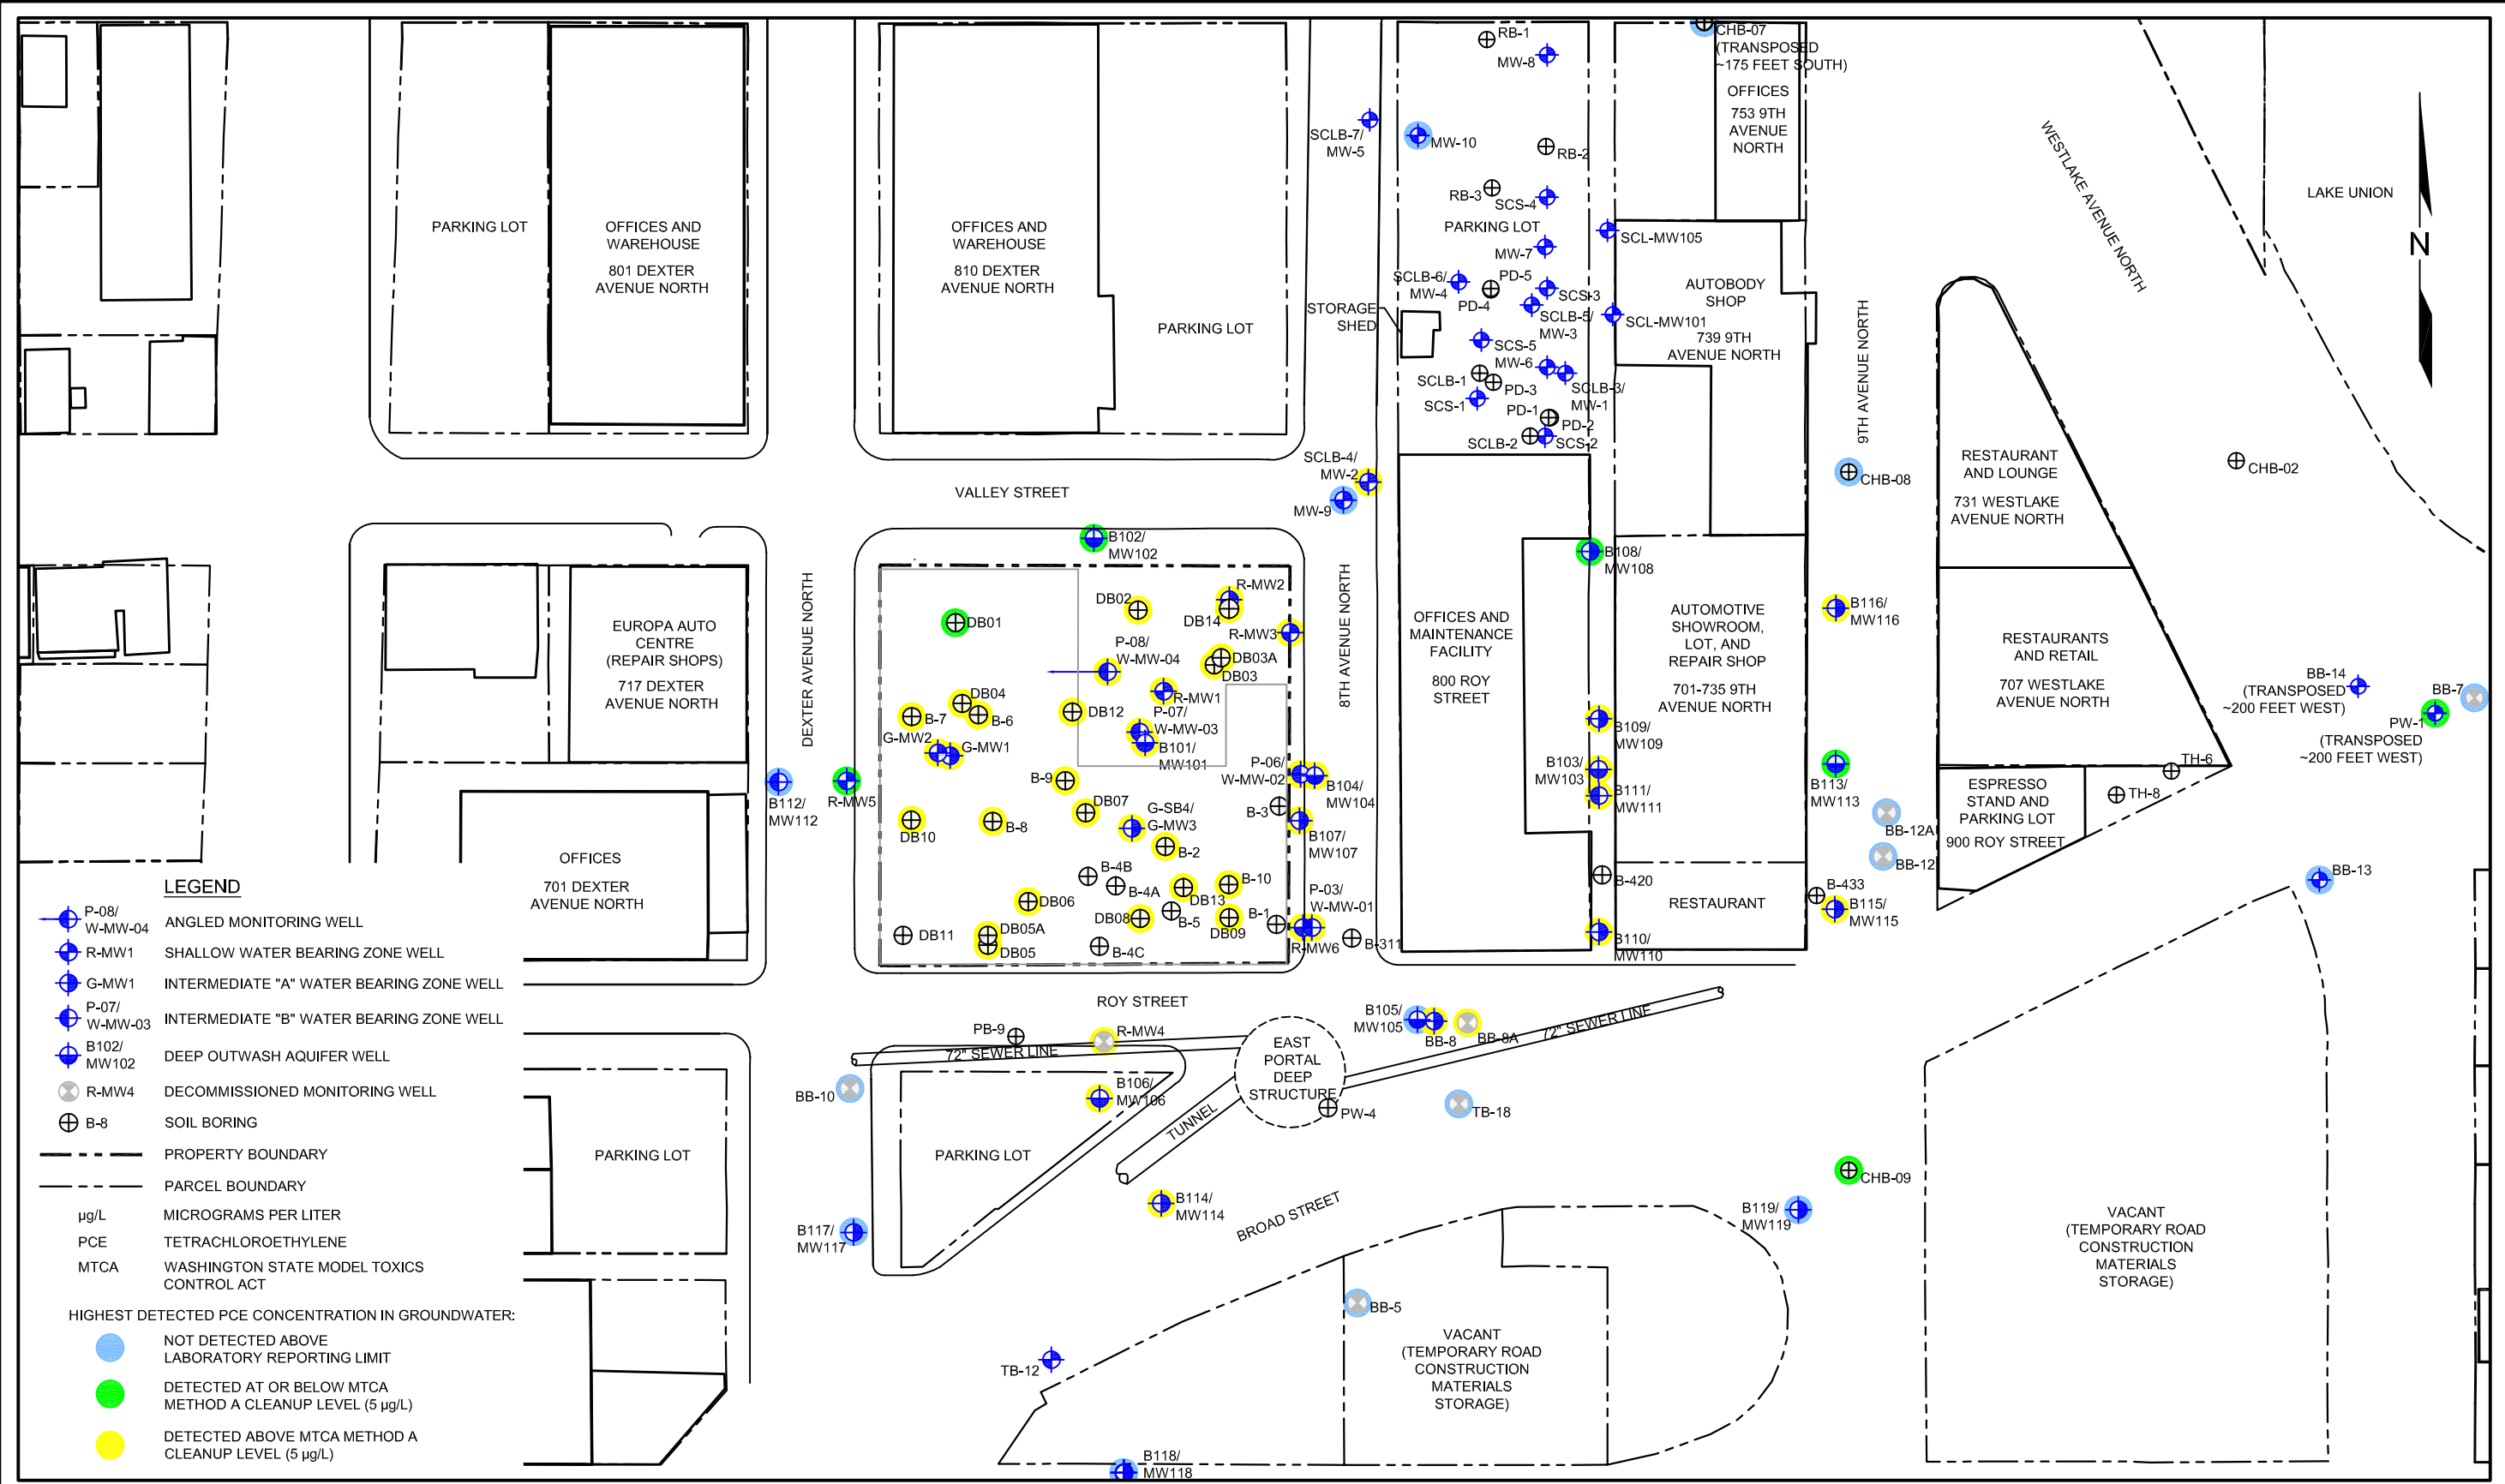 PARKING LOT
OFFICES AND
WAREHOUSE
801 DEXTER
AVENUE NORTH
OFFICES AND
WAREHOUSE
810 DEXTER
AVENUE NORTH
PARKING LOT
RB-1
MW-8
SCLB-7/
MW-5
MW-10
RB-2
RB-3
SCS-4
PARKING LOT
MW-7
SCLB-6/
MW-4
PD-5
PD-4
SCS-3
SCLB-5/
MW-3
STORAGE
SHED
SCS-5
MW-6
SCLB-1
PD-3
SCLB-3/
MW-1
SCS-1
PD-1
PD-2
SCLB-2
SCS-2
SCL-MW105
SCL-MW101
CHB-07
(TRANSPOSED
~175 FEET SOUTH)
OFFICES
753 9TH
AVENUE
NORTH
AUTOBODY
SHOP
739 9TH
AVENUE NORTH
9TH AVENUE NORTH
WESTLAKE AVENUE NORTH
LAKE UNION
N
RESTAURANT
AND LOUNGE
731 WESTLAKE
AVENUE NORTH
CHB-02
CHB-08
SCLB-4/
MW-2
MW-9
VALLEY STREET
B102/
MW102
B108/
MW108
EUROPA AUTO
CENTRE
(REPAIR SHOPS)
717 DEXTER
AVENUE NORTH
DEXTER AVENUE NORTH
8TH AVENUE NORTH
DB01
DB02
R-MW2
DB14
R-MW3
P-08/
W-MW-04
DB03A
DB03
R-MW1
DB04
B-7
B-6
DB12
P-07/
W-MW-03
G-MW2
G-MW1
B101/
MW101
P-06/
W-MW-02
B104/
MW104
B-9
B112/
MW112
R-MW5
DB07
G-SB4/
G-MW3
B-3
DB10
B-8
B107/
MW107
B-2
B-4B
B-4A
DB13
B-10
P-03/
W-MW-01
DB06
DB08
B-5
DB09
B-1
DB11
DB05A
DB05
B-4C
R-MW6
B-311
OFFICES AND
MAINTENANCE
FACILITY
800 ROY
STREET
AUTOMOTIVE
SHOWROOM,
LOT, AND
REPAIR SHOP
701-735 9TH
AVENUE NORTH
B109/
MW109
B103/
MW103
B111/
MW111
B-420
RESTAURANT
B110/
MW110
B116/
MW116
B113/
MW113
BB-12A
BB-12
B-433
B115/
MW115
RESTAURANTS
AND RETAIL
707 WESTLAKE
AVENUE NORTH
ESPRESSO
STAND AND
PARKING LOT
900 ROY STREET
TH-6
TH-8
BB-14
(TRANSPOSED
~200 FEET WEST)
BB-7
PW-1
(TRANSPOSED
~200 FEET WEST)
BB-13
OFFICES
701 DEXTER
AVENUE NORTH
ROY STREET
PB-9
R-MW4
72" SEWER LINE
EAST
PORTAL
DEEP
STRUCTURE
B105/
MW105
BB-8
BB-8A
72" SEWER LINE
BB-10
B106/
MW106
TUNNEL
PW-4
TB-18
PARKING LOT
PARKING LOT
B114/
MW114
B117/
MW117
BROAD STREET
CHB-09
B119/
MW119
BB-5
VACANT
(TEMPORARY ROAD
CONSTRUCTION
MATERIALS
STORAGE)
VACANT
(TEMPORARY ROAD
CONSTRUCTION
MATERIALS
STORAGE)
TB-12
B118/
MW118
LEGEND
P-08/
W-MW-04
ANGLED MONITORING WELL
R-MW1
SHALLOW WATER BEARING ZONE WELL
G-MW1
INTERMEDIATE "A" WATER BEARING ZONE WELL
P-07/
W-MW-03
INTERMEDIATE "B" WATER BEARING ZONE WELL
B102/
MW102
DEEP OUTWASH AQUIFER WELL
R-MW4
DECOMMISSIONED MONITORING WELL
B-8
SOIL BORING
PROPERTY BOUNDARY
PARCEL BOUNDARY
µg/L
MICROGRAMS PER LITER
PCE
TETRACHLOROETHYLENE
MTCA
WASHINGTON STATE MODEL TOXICS
CONTROL ACT
HIGHEST DETECTED PCE CONCENTRATION IN GROUNDWATER:
NOT DETECTED ABOVE
LABORATORY REPORTING LIMIT
DETECTED AT OR BELOW MTCA
METHOD A CLEANUP LEVEL (5 µg/L)
DETECTED ABOVE MTCA METHOD A
CLEANUP LEVEL (5 µg/L)